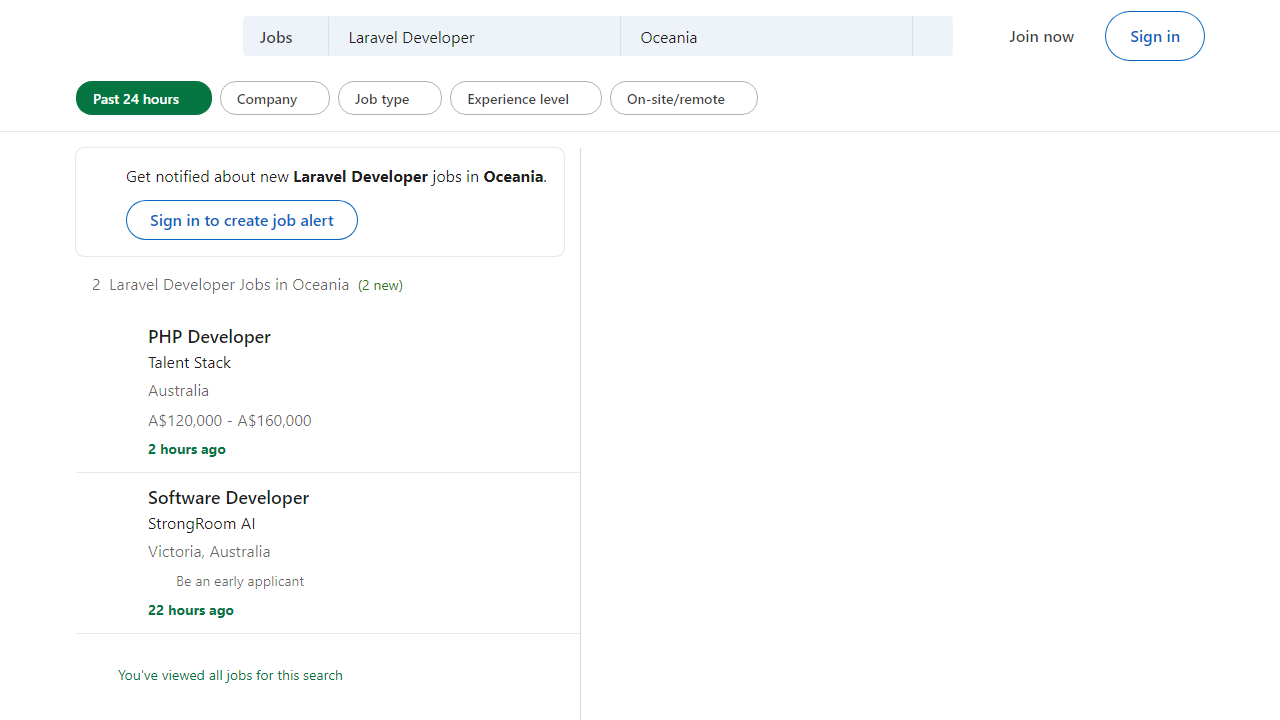 Jobs
Laravel Developer
Oceania
Join now
Sign in
Past 24 hours
Company
Job type
Experience level
On-site/remote
Get notified about new Laravel Developer jobs in Oceania.
Sign in to create job alert
2 Laravel Developer Jobs in Oceania (2 new)
PHP Developer
Talent Stack
Australia
A$120,000 - A$160,000
2 hours ago
Software Developer
StrongRoom AI
Victoria, Australia
Be an early applicant
22 hours ago
You've viewed all jobs for this search